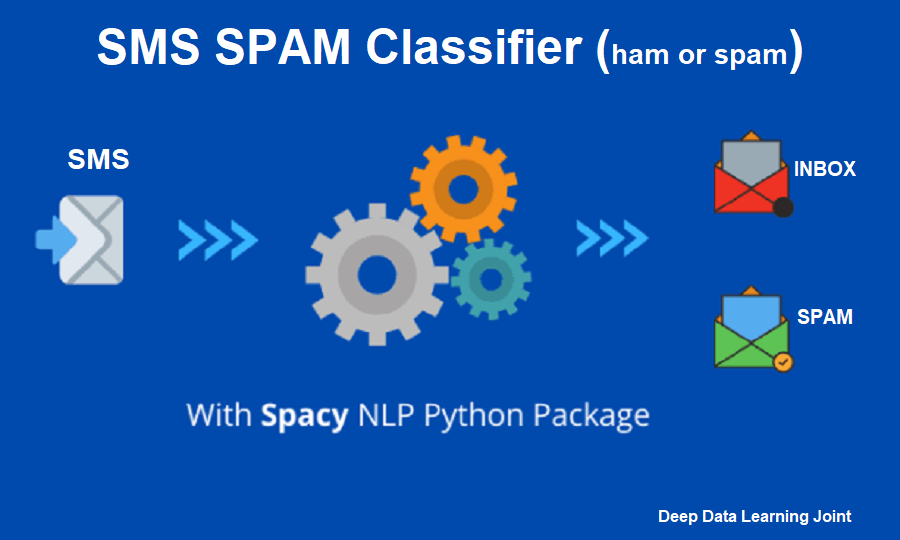 SMS SPAM Classifier (ham or spam)
SMS
INBOX
SPAM
With Spacy NLP Python Package
Deep Data Learning Joint